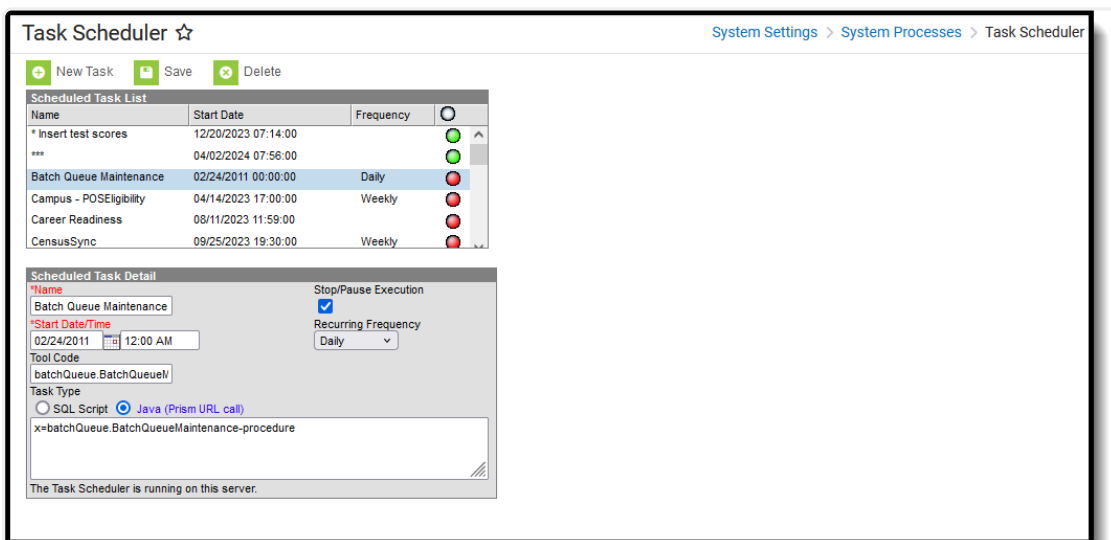 Task Scheduler
System Settings > System Processes > Task Scheduler
New Task Save Delete
Scheduled Task List
Name Start Date Frequency
* Insert test scores 12/20/2023 07:14:00
*** 04/02/2024 07:56:00
Batch Queue Maintenance 02/24/2011 00:00:00 Daily
Campus - POSEligibility 04/14/2023 17:00:00 Weekly
Career Readiness 08/11/2023 11:59:00
CensusSync 09/25/2023 19:30:00 Weekly
Scheduled Task Detail
*Name Stop/Pause Execution
Batch Queue Maintenance
*Start Date/Time Recurring Frequency
02/24/2011 12:00 AM Daily
Tool Code
batchQueue.BatchQueueM
Task Type
SQL Script Java (Prism URL call)
x=batchQueue.BatchQueueMaintenance-procedure
The Task Scheduler is running on this server.